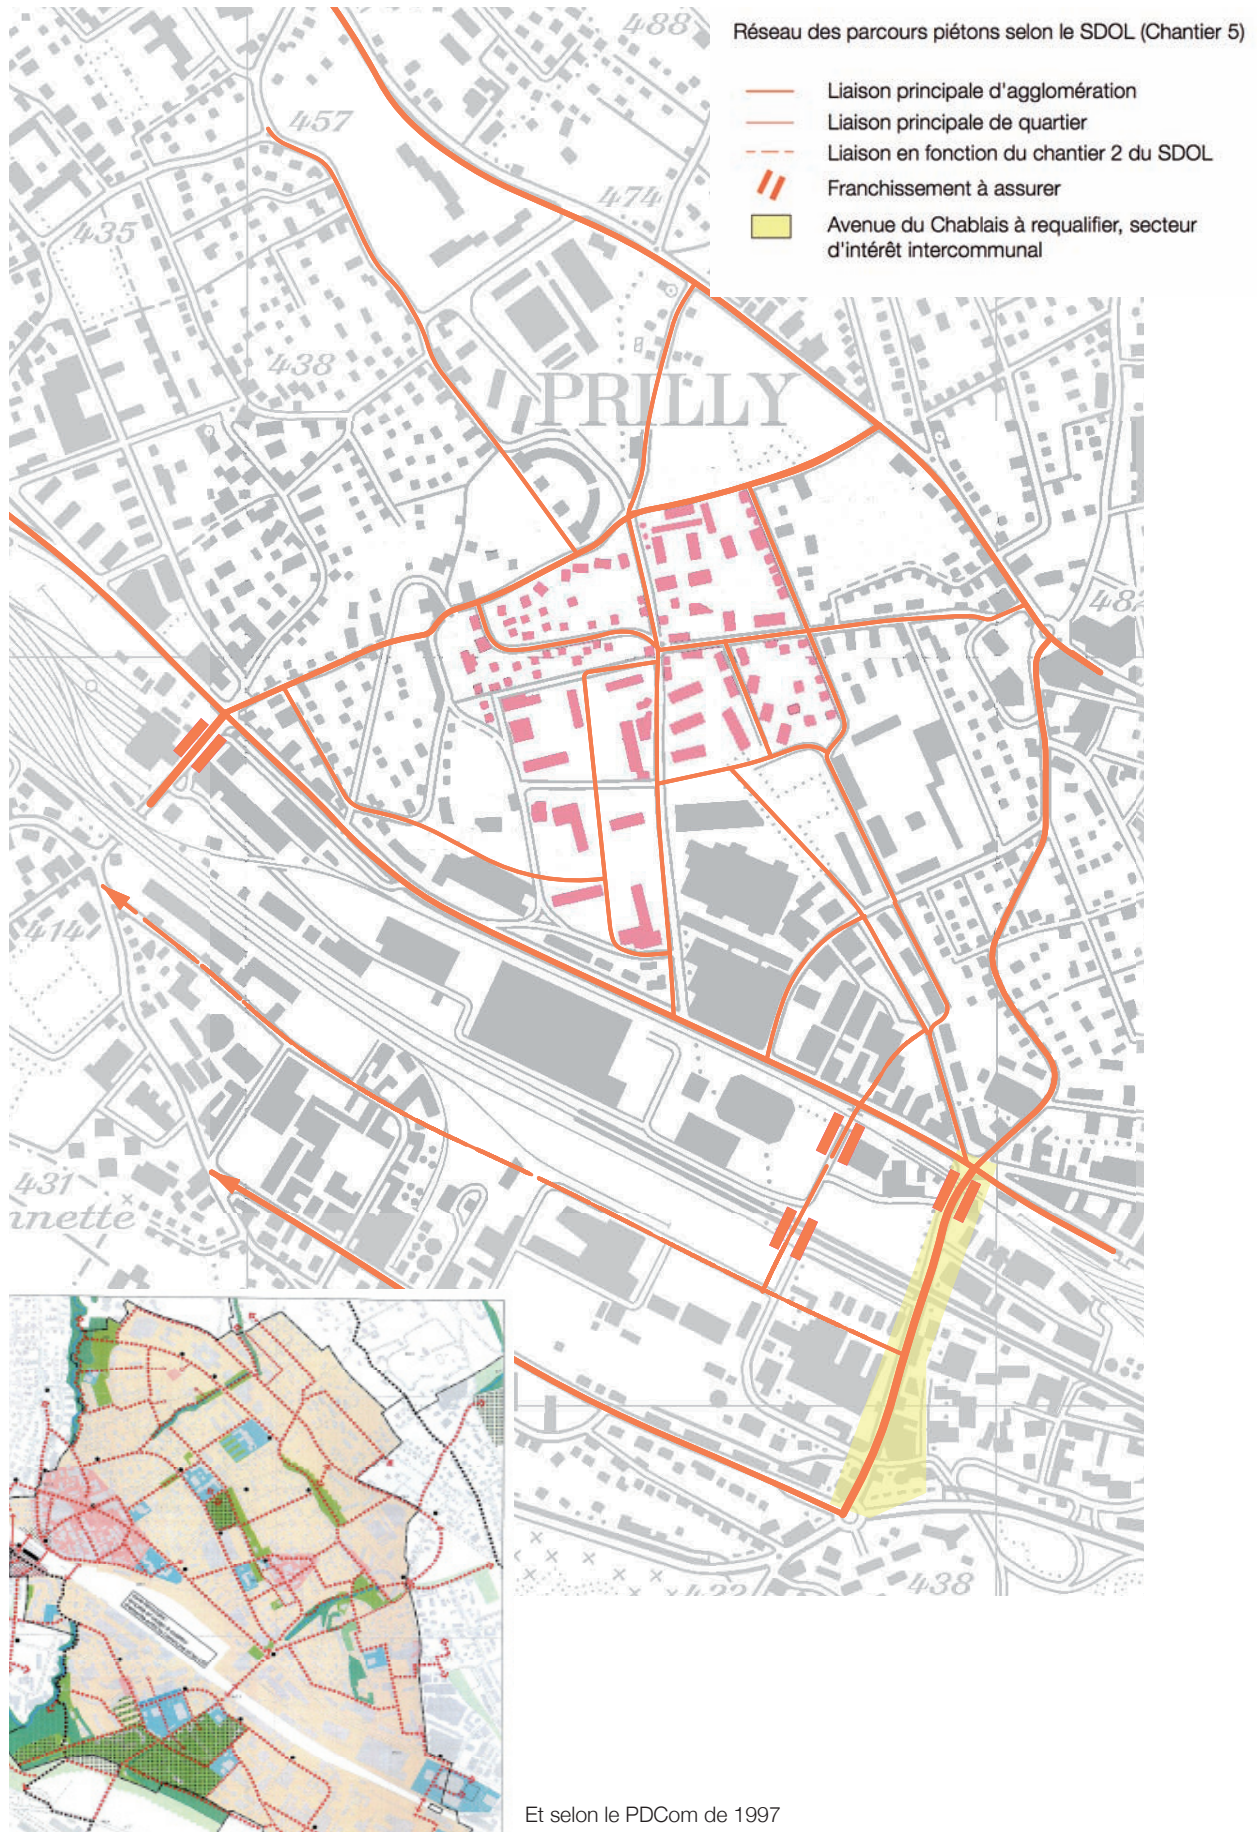 Réseau des parcours piétons selon le SDOL (Chantier 5)
Liaison principale d'agglomération
Liaison principale de quartier
Liaison en fonction du chantier 2 du SDOL
Franchissement à assurer
Avenue du Chablais à requalifier, secteur
d'intérêt intercommunal
488
457
474
435
438
PRILLY
482
414
431
nnette
438
Et selon le PDCom de 1997